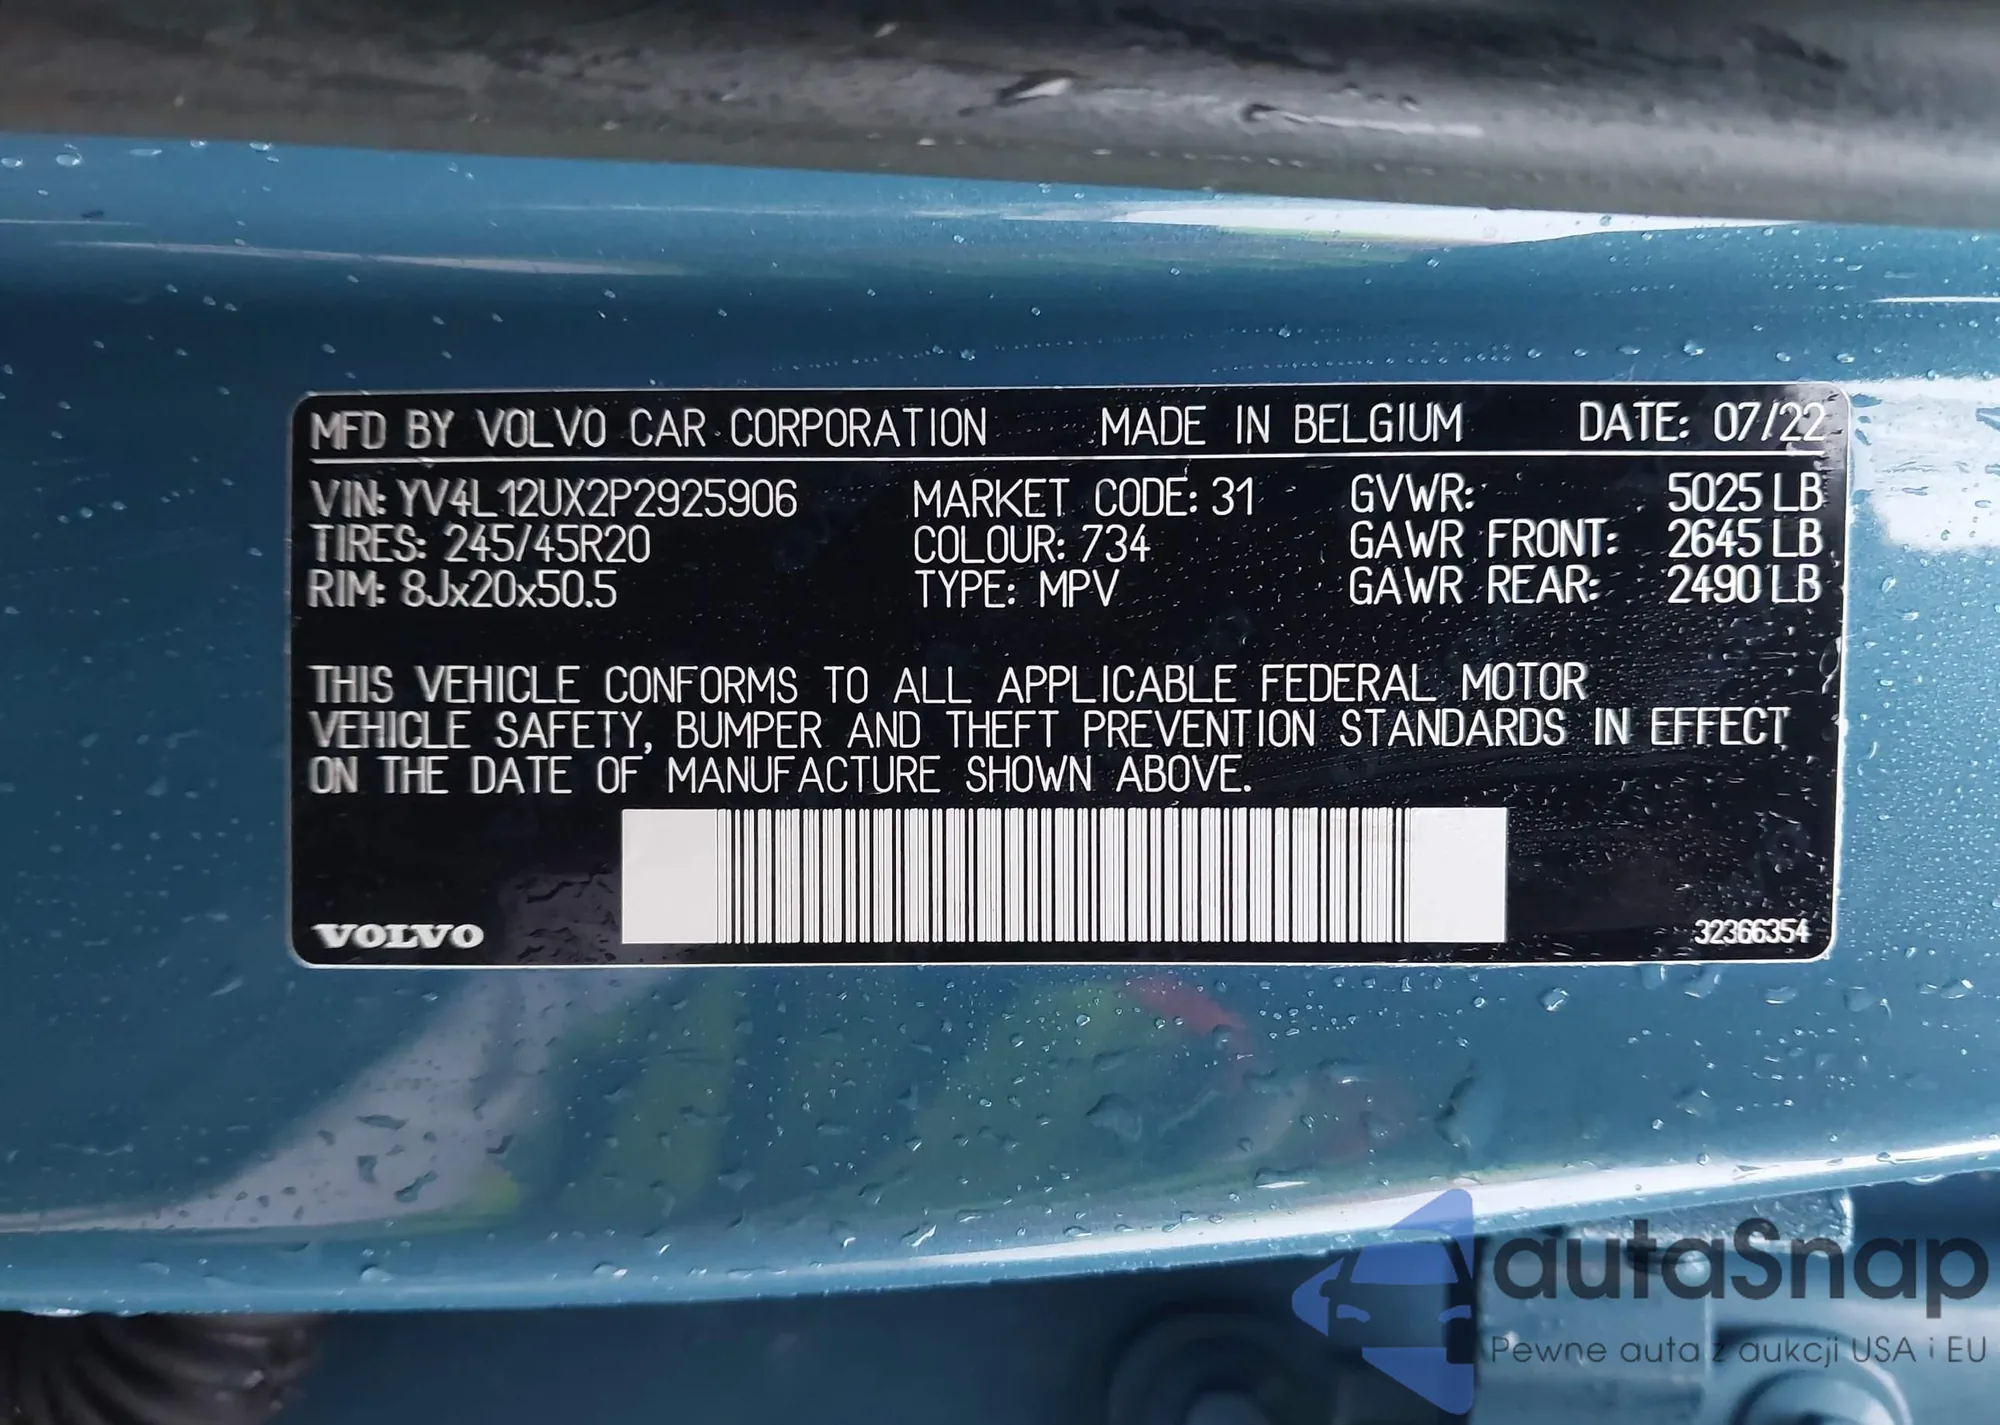 MFD BY VOLVO CAR CORPORATION MADE IN BELGIUM DATE: 07/22
VIN: YV4L12UX2P2925906 MARKET CODE: 31 GVWR: 5025 LB
TIRES: 245/45R20 COLOUR: 734 GAWR FRONT: 2645 LB
RIM: 8Jx20x50.5 TYPE: MPV GAWR REAR: 2490 LB
THIS VEHICLE CONFORMS TO ALL APPLICABLE FEDERAL MOTOR
VEHICLE SAFETY, BUMPER AND THEFT PREVENTION STANDARDS IN EFFECT
ON THE DATE OF MANUFACTURE SHOWN ABOVE.
VOLVO 32366354
autaSnap
Pewne auta z aukcji USA i EU